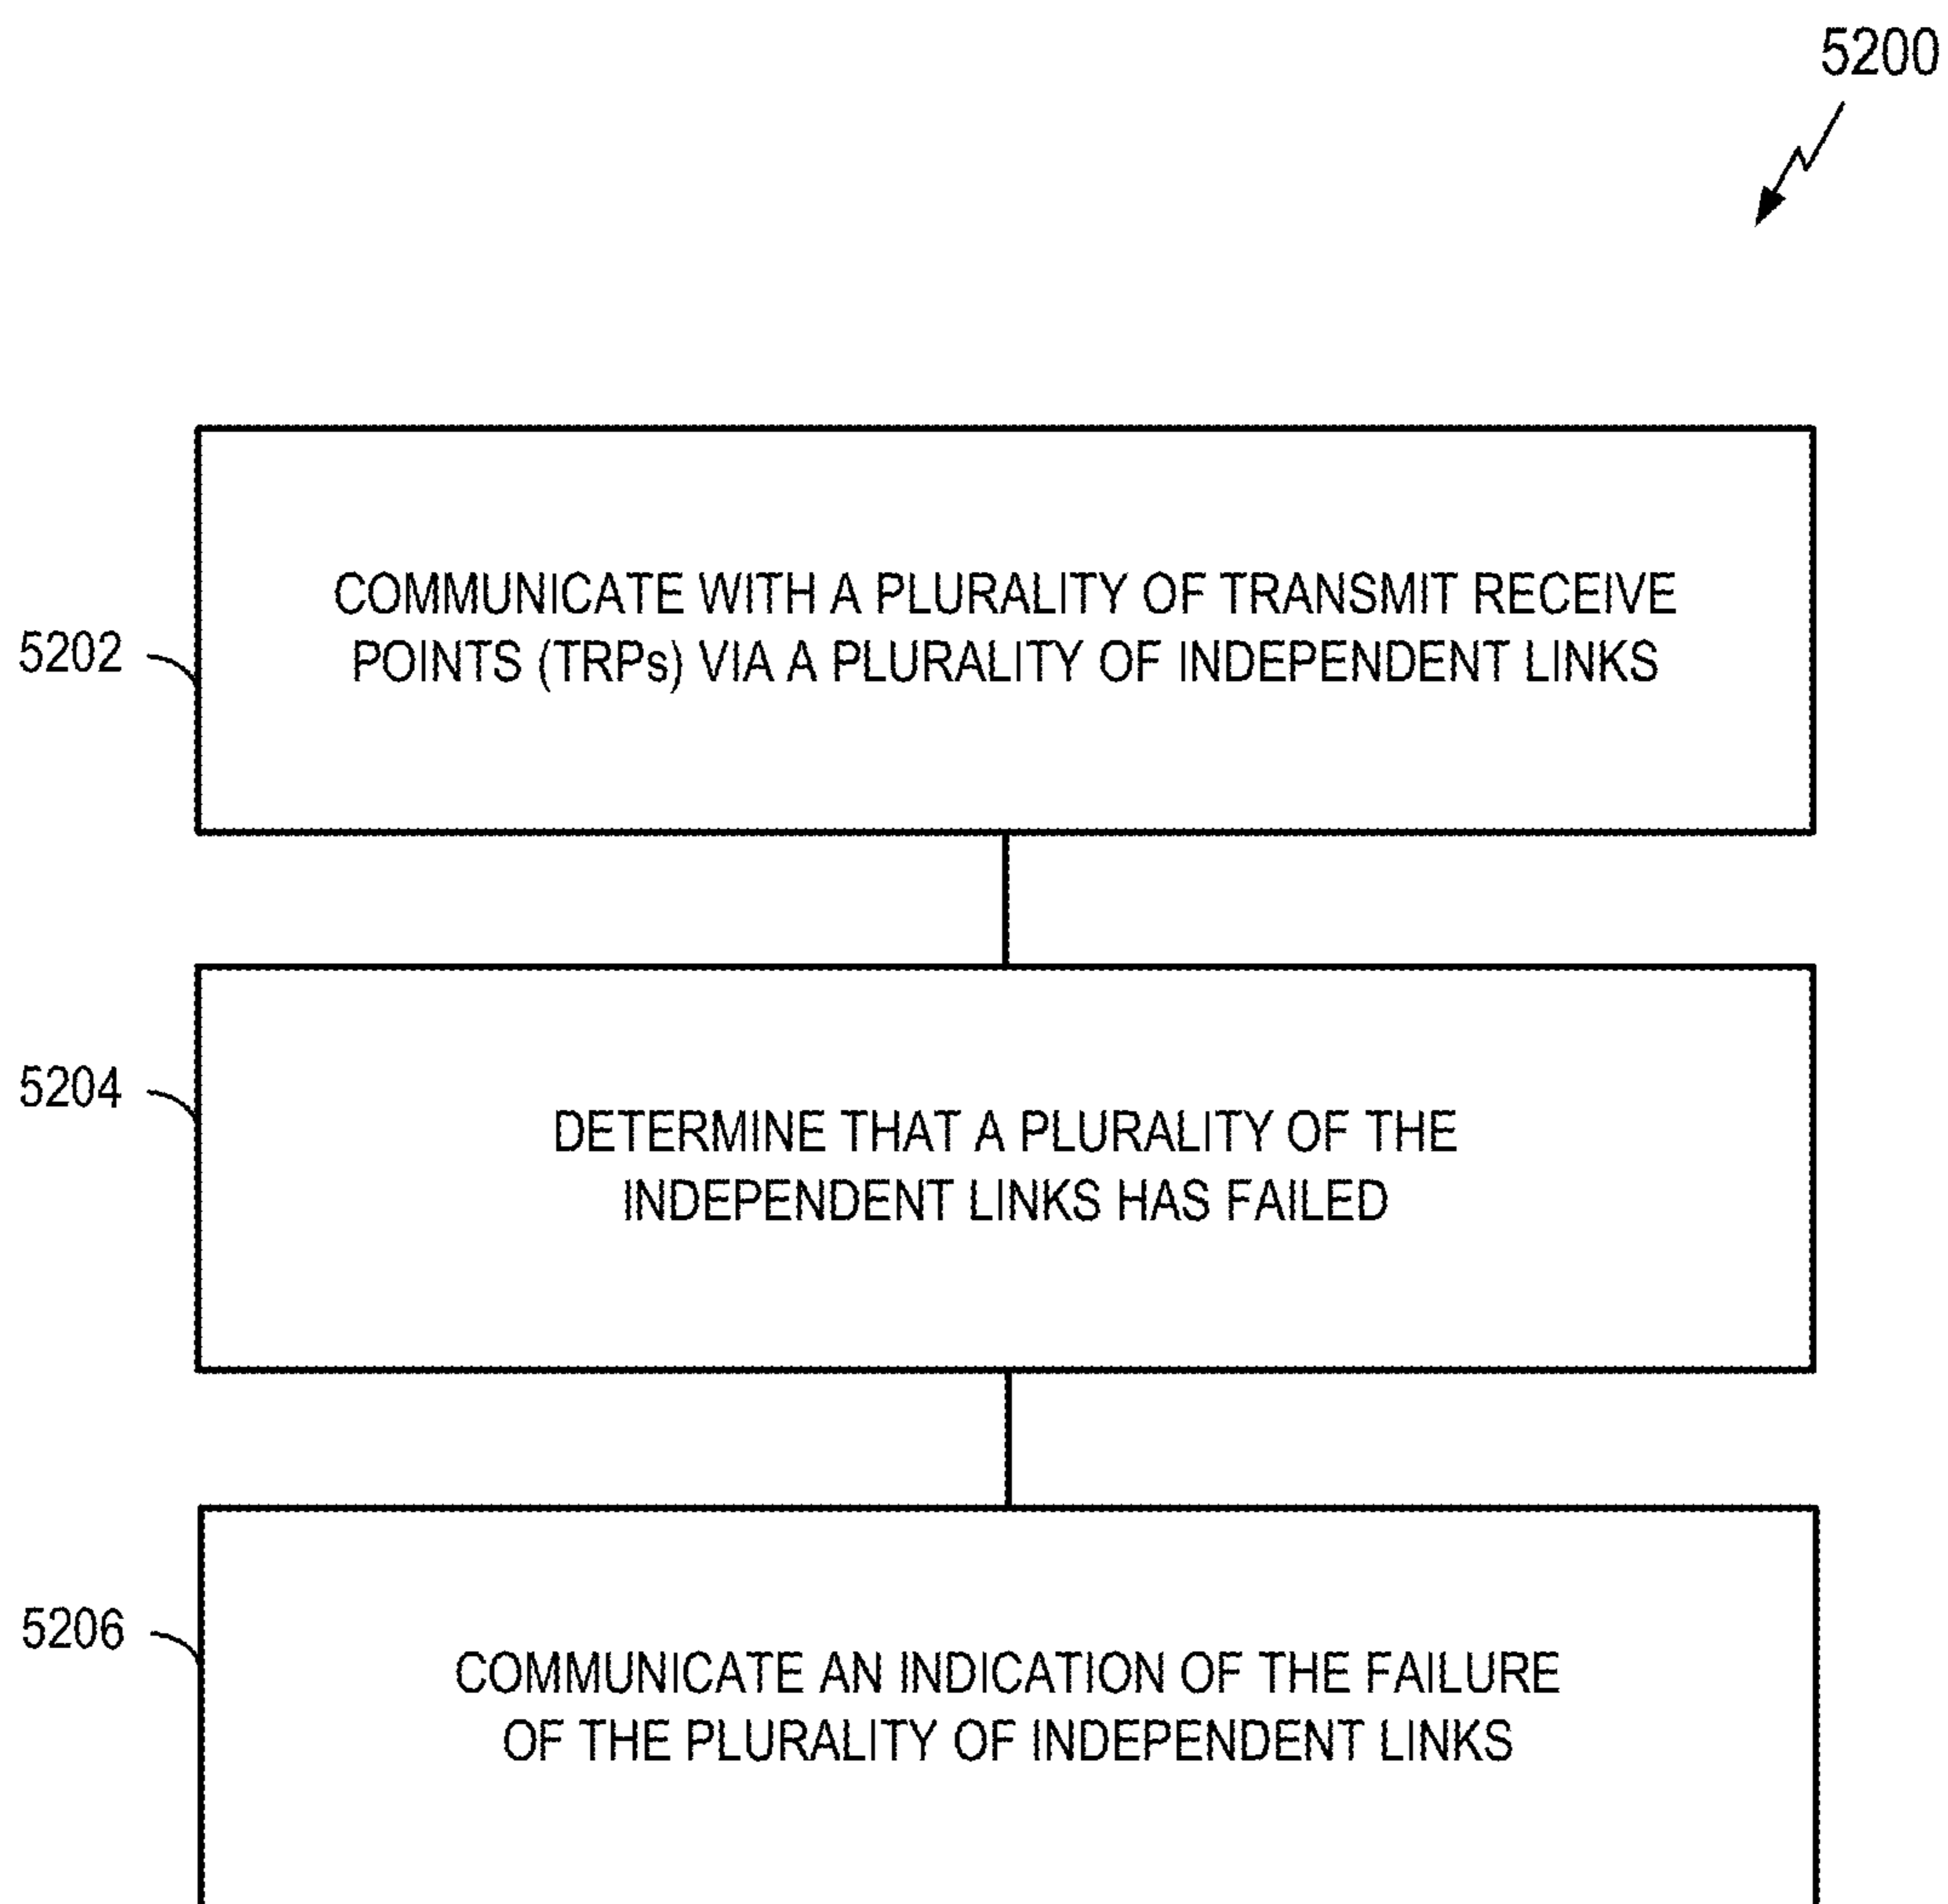 5200
5202
COMMUNICATE WITH A PLURALITY OF TRANSMIT RECEIVE
POINTS (TRPs) VIA A PLURALITY OF INDEPENDENT LINKS
5204
DETERMINE THAT A PLURALITY OF THE
INDEPENDENT LINKS HAS FAILED
5206
COMMUNICATE AN INDICATION OF THE FAILURE
OF THE PLURALITY OF INDEPENDENT LINKS